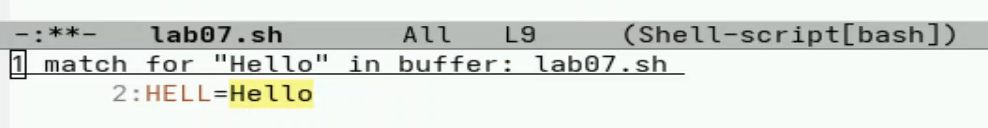 -:**-   lab07.sh       All   L9     (Shell-script[bash])
1 match for "Hello" in buffer: lab07.sh
      2:HELL=Hello